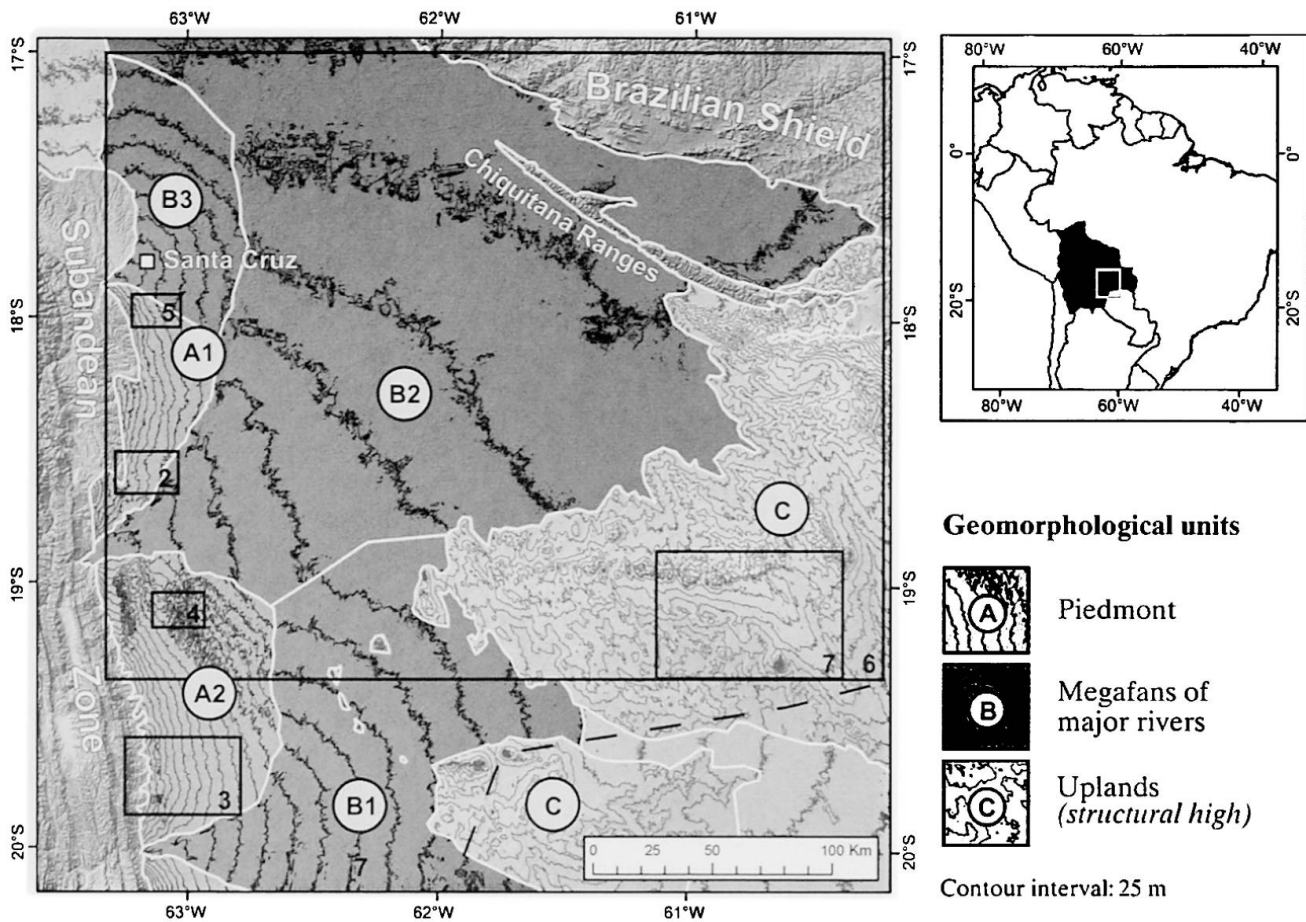 63°W 62°W 61°W
17°S 17°S
Brazilian Shield
Chiquitana Ranges
B3
Santa Cruz
Subandean
Zone
18°S 18°S
5
A1
B2
2
C
19°S 19°S
4
7 6
A2
3
B1
C
7
20°S 20°S
0 25 50 100 Km
63°W 62°W 61°W
80°W 60°W 40°W
0° 0°
20°S 20°S
80°W 60°W 40°W
Geomorphological units
A Piedmont
B Megafans of
major rivers
C Uplands
(structural high)
Contour interval: 25 m